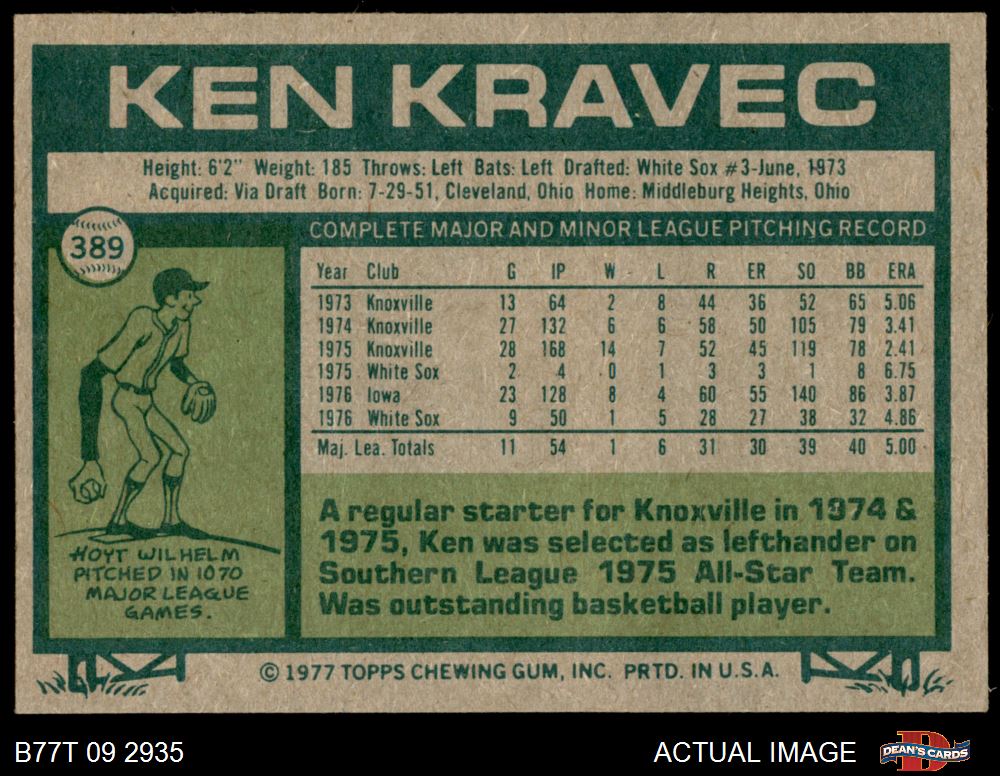 KEN KRAVEC
Height: 6'2" Weight: 185 Throws: Left Bats: Left Drafted: White Sox #3-June, 1973
Acquired: Via Draft Born: 7-29-51, Cleveland, Ohio Home: Middleburg Heights, Ohio
389
COMPLETE MAJOR AND MINOR LEAGUE PITCHING RECORD
Year Club G IP W L R ER SO BB ERA
1973 Knoxville 13 64 2 8 44 36 52 65 5.06
1974 Knoxville 27 132 6 6 58 50 105 79 3.41
1975 Knoxville 28 168 14 7 52 45 119 78 2.41
1975 White Sox 2 4 0 1 3 3 1 8 6.75
1976 Iowa 23 128 8 4 60 55 140 86 3.87
1976 White Sox 9 50 1 5 28 27 38 32 4.86
Maj. Lea. Totals 11 54 1 6 31 30 39 40 5.00
HOYT WILHELM
PITCHED IN 1070
MAJOR LEAGUE
GAMES.
A regular starter for Knoxville in 1974 &
1975, Ken was selected as lefthander on
Southern League 1975 All-Star Team.
Was outstanding basketball player.
© 1977 TOPPS CHEWING GUM, INC. PRTD. IN U.S.A.
B77T 09 2935
ACTUAL IMAGE
D
DEAN'S CARDS